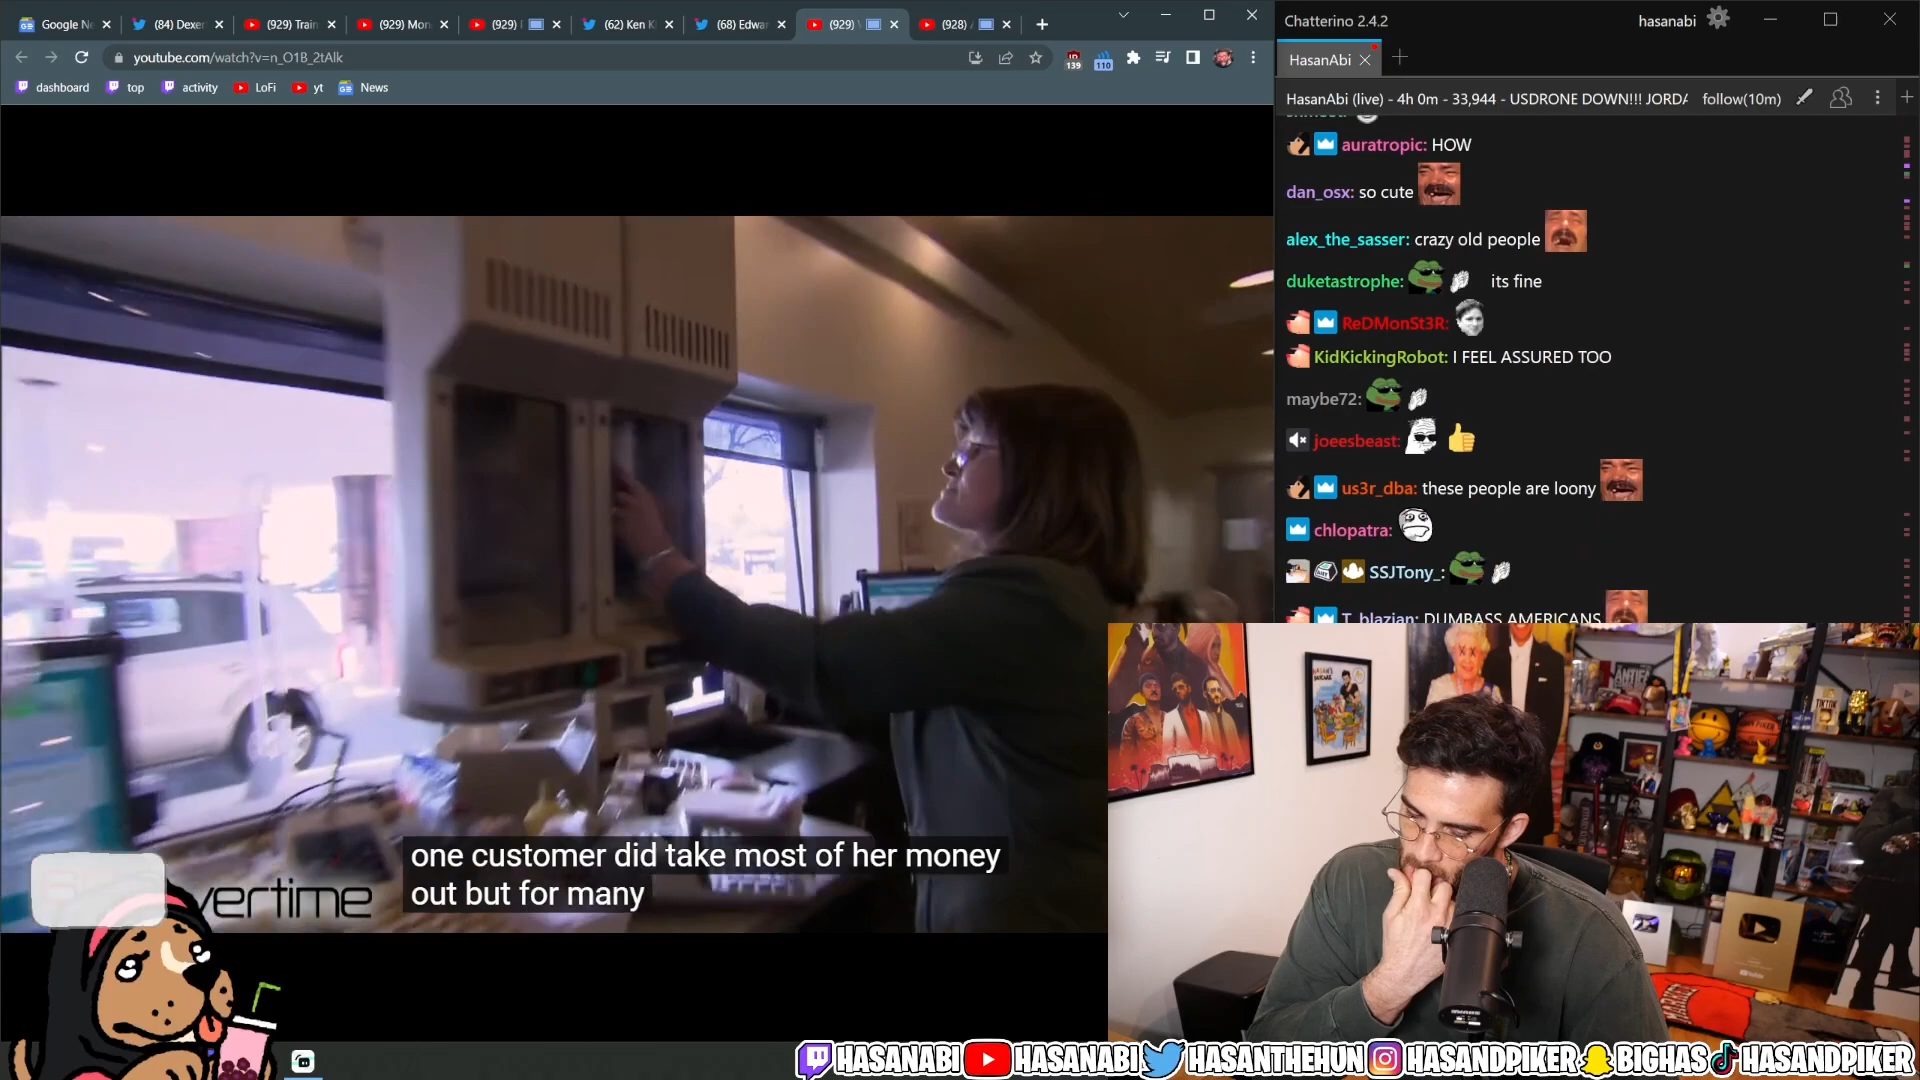 Google Ne
(84) Dexer
(929) Train
(929) Mon
(929)
(62) Ken K
(68) Edwar
(929)
(928)
youtube.com/watch?v=n_O1B_2tAlk
139
110
dashboard
top
activity
LoFi
yt
News
Chatterino 2.4.2
hasanabi
HasanAbi
HasanAbi (live) - 4h 0m - 33,944 - USDRONE DOWN!!! JORDA
follow(10m)
auratropic: HOW
dan_osx: so cute
alex_the_sasser: crazy old people
duketastrophe: its fine
ReDMonSt3R:
KidKickingRobot: I FEEL ASSURED TOO
maybe72:
joeesbeast:
us3r_dba: these people are loony
chlopatra:
SSJTony_:
T_blazian: DUMBASS AMERICANS
one customer did take most of her money
out but for many
vertime
HASANABI HASANABI HASANTHEHUN HASANDPIKER BIGHAS HASANDPIKER